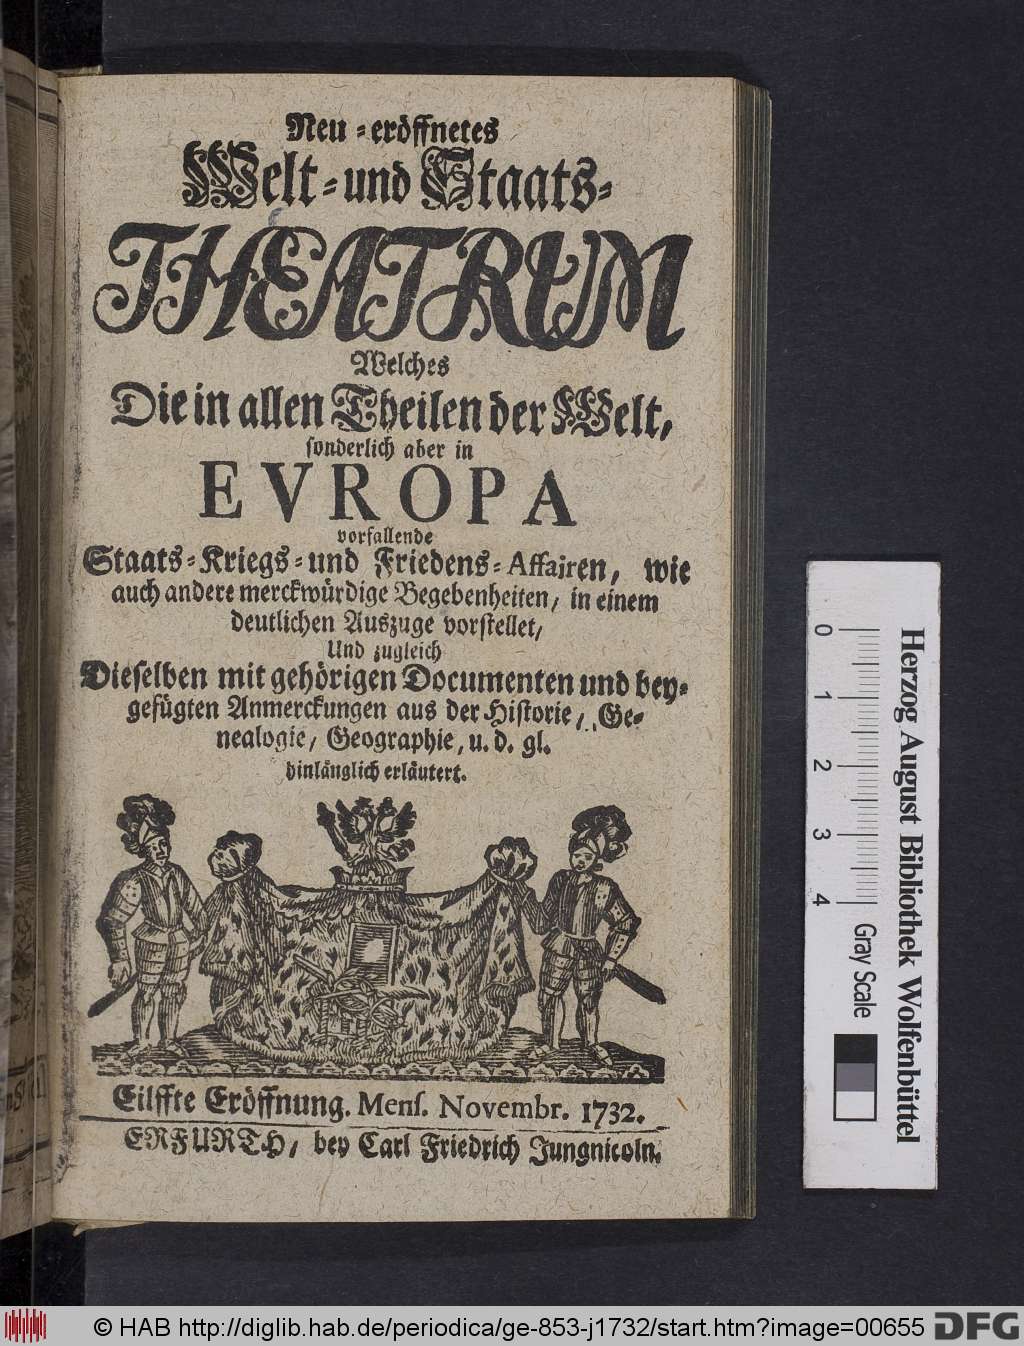 Neu-eröffnetes
Welt-und Staats-
THEATRUM
Welches
Die in allen Theilen der Welt,
sonderlich aber in
EVROPA
vorfallende
Staats-Kriegs-und Friedens-Affairen, wie
auch andere merckwürdige Begebenheiten, in einem
deutlichen Auszuge vorstellet,
Und zugleich
Dieselben mit gehörigen Documenten und bey-
gefügten Anmerckungen aus der Historie, Ge-
nealogie, Geographie, u. d. gl.
hinlänglich erläutert.
Eilffte Eröffnung. Menſ. Novembr. 1732.
ERFURTH, bey Carl Friedrich Jungnicoln.
Herzog August Bibliothek Wolfenbüttel
0 1 2 3 4 Gray Scale
© HAB http://diglib.hab.de/periodica/ge-853-j1732/start.htm?image=00655 DFG